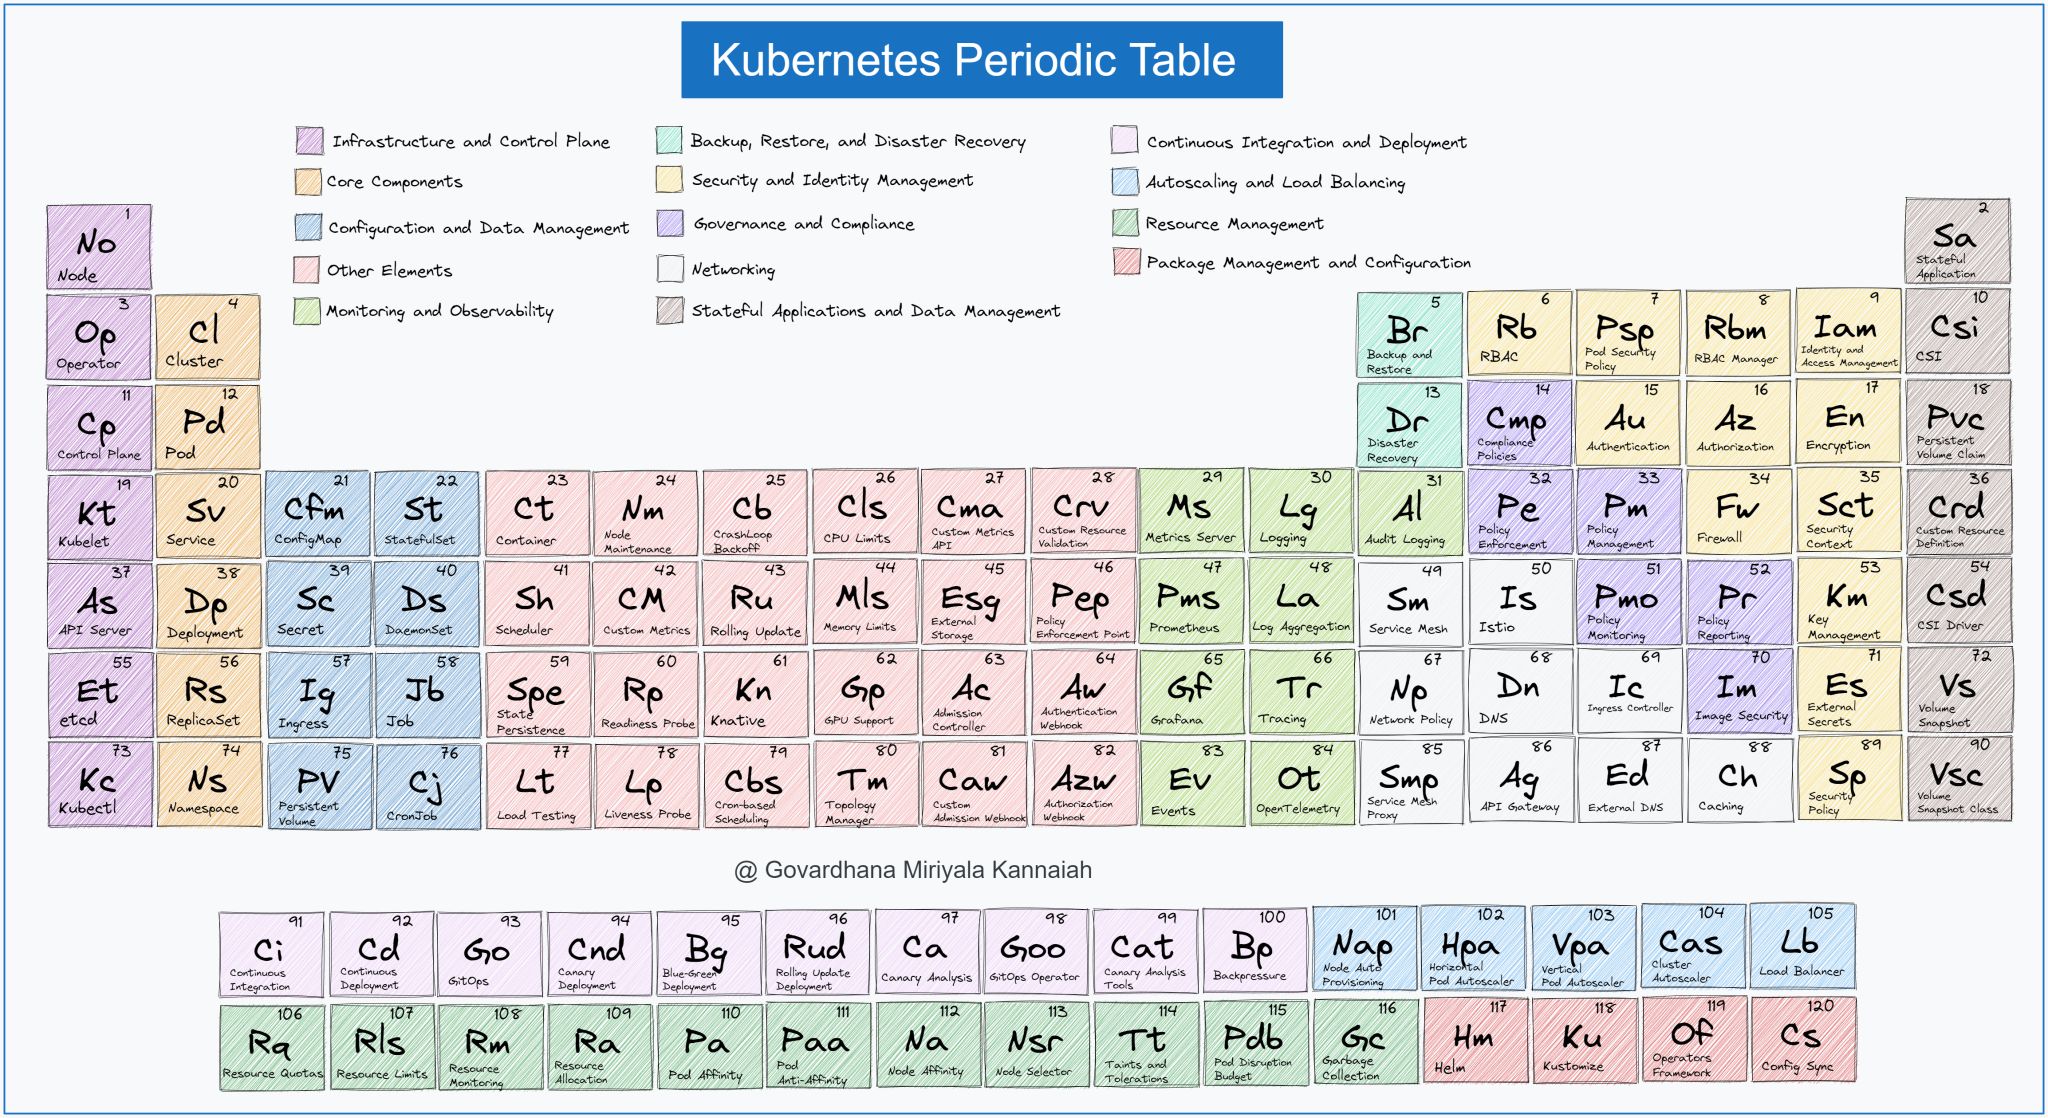 Kubernetes Periodic Table
Infrastructure and Control Plane
Core Components
Configuration and Data Management
Other Elements
Monitoring and Observability
Backup, Restore, and Disaster Recovery
Security and Identity Management
Governance and Compliance
Networking
Stateful Applications and Data Management
Continuous Integration and Deployment
Autoscaling and Load Balancing
Resource Management
Package Management and Configuration
1
No
Node
2
Sa
Stateful
Application
3
Op
Operator
4
Cl
Cluster
5
Br
Backup and
Restore
6
Rb
RBAC
7
Psp
Pod Security
Policy
8
Rbm
RBAC Manager
9
Iam
Identity and
Access Management
10
Csi
CSI
11
Cp
Control Plane
12
Pd
Pod
13
Dr
Disaster
Recovery
14
Cmp
Compliance
Policies
15
Au
Authentication
16
Az
Authorization
17
En
Encryption
18
Pvc
Persistent
Volume Claim
19
Kt
Kubelet
20
Sv
Service
21
Cfm
ConfigMap
22
St
StatefulSet
23
Ct
Container
24
Nm
Node
Maintenance
25
Cb
CrashLoop
Backoff
26
Cls
CPU Limits
27
Cma
Custom Metrics
API
28
Crv
Custom Resource
Validation
29
Ms
Metrics Server
30
Lg
Logging
31
Al
Audit Logging
32
Pe
Policy
Enforcement
33
Pm
Policy
Management
34
Fw
Firewall
35
Sct
Security
Context
36
Crd
Custom Resource
Definition
37
As
API Server
38
Dp
Deployment
39
Sc
Secret
40
Ds
DaemonSet
41
Sh
Scheduler
42
CM
Custom Metrics
43
Ru
Rolling Update
44
Mls
Memory Limits
45
Esg
External
Storage
46
Pep
Policy
Enforcement Point
47
Pms
Prometheus
48
La
Log Aggregation
49
Sm
Service Mesh
50
Is
Istio
51
Pmo
Policy
Monitoring
52
Pr
Policy
Reporting
53
Km
Key
Management
54
Csd
CSI Driver
55
Et
etcd
56
Rs
ReplicaSet
57
Ig
Ingress
58
Jb
Job
59
Spe
State
Persistence
60
Rp
Readiness Probe
61
Kn
Knative
62
Gp
GPU Support
63
Ac
Admission
Controller
64
Aw
Authentication
Webhook
65
Gf
Grafana
66
Tr
Tracing
67
Np
Network Policy
68
Dn
DNS
69
Ic
Ingress Controller
70
Im
Image Security
71
Es
External
Secrets
72
Vs
Volume
Snapshot
73
Kc
Kubectl
74
Ns
Namespace
75
PV
Persistent
Volume
76
Cj
CronJob
77
Lt
Load Testing
78
Lp
Liveness Probe
79
Cbs
Cron-based
Scheduling
80
Tm
Topology
Manager
81
Caw
Custom
Admission Webhook
82
Azw
Authorization
Webhook
83
Ev
Events
84
Ot
OpenTelemetry
85
Smp
Service Mesh
Proxy
86
Ag
API Gateway
87
Ed
External DNS
88
Ch
Caching
89
Sp
Security
Policy
90
Vsc
Volume
Snapshot Class
@ Govardhana Miriyala Kannaiah
91
Ci
Continuous
Integration
92
Cd
Continuous
Deployment
93
Go
GitOps
94
Cnd
Canary
Deployment
95
Bg
Blue-Green
Deployment
96
Rud
Rolling Update
Deployment
97
Ca
Canary Analysis
98
Goo
GitOps Operator
99
Cat
Canary Analysis
Tools
100
Bp
Backpressure
101
Nap
Node Auto
Provisioning
102
Hpa
Horizontal
Pod Autoscaler
103
Vpa
Vertical
Pod Autoscaler
104
Cas
Cluster
Autoscaler
105
Lb
Load Balancer
106
Rq
Resource Quotas
107
Rls
Resource Limits
108
Rm
Resource
Monitoring
109
Ra
Resource
Allocation
110
Pa
Pod Affinity
111
Paa
Pod
Anti-Affinity
112
Na
Node Affinity
113
Nsr
Node Selector
114
Tt
Taints and
Tolerations
115
Pdb
Pod Disruption
Budget
116
Gc
Garbage
Collection
117
Hm
Helm
118
Ku
Kustomize
119
Of
Operators
Framework
120
Cs
Config Sync